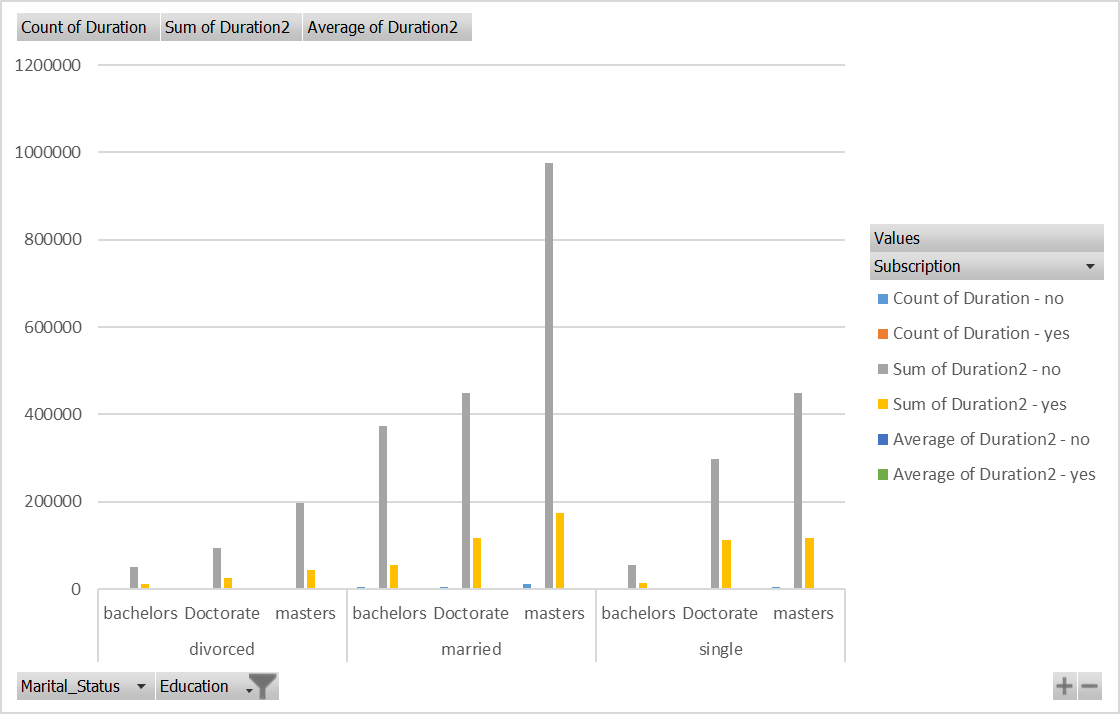 Count of Duration Sum of Duration2 Average of Duration2
1200000
1000000
800000
600000
400000
200000
0
bachelors Doctorate masters bachelors Doctorate masters bachelors Doctorate masters
divorced married single
Values
Subscription
Count of Duration - no
Count of Duration - yes
Sum of Duration2 - no
Sum of Duration2 - yes
Average of Duration2 - no
Average of Duration2 - yes
Marital_Status Education